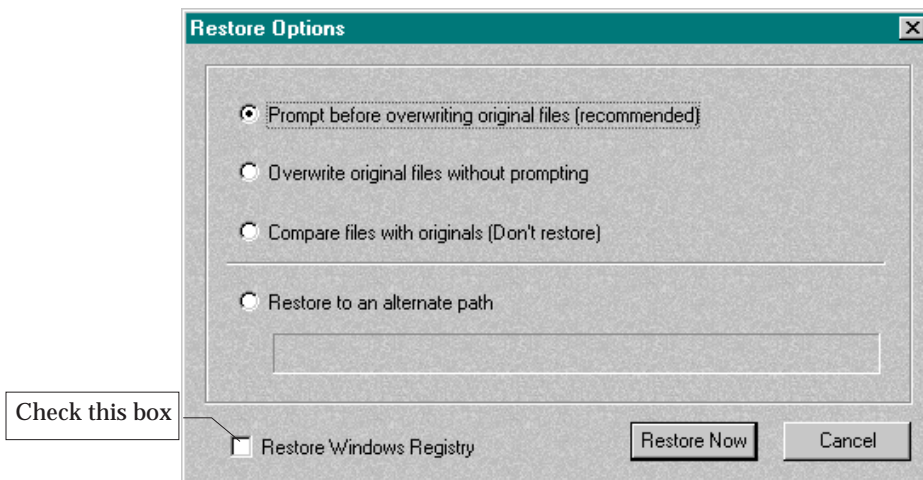 Restore Options
Prompt before overwriting original files (recommended)
Overwrite original files without prompting
Compare files with originals (Don't restore)
Restore to an alternate path
Check this box
Restore Windows Registry
Restore Now
Cancel